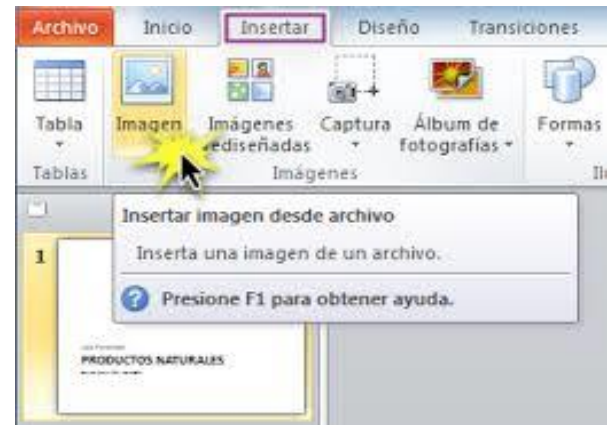 Archivo Inicio Insertar Diseño Transiciones
Tabla Imagen Imágenes Captura Álbum de Formas
ediseñadas fotografías
Tablas Imágenes
Insertar imagen desde archivo
Inserta una imagen de un archivo.
Presione F1 para obtener ayuda.
1
PRODUCTOS NATURALES